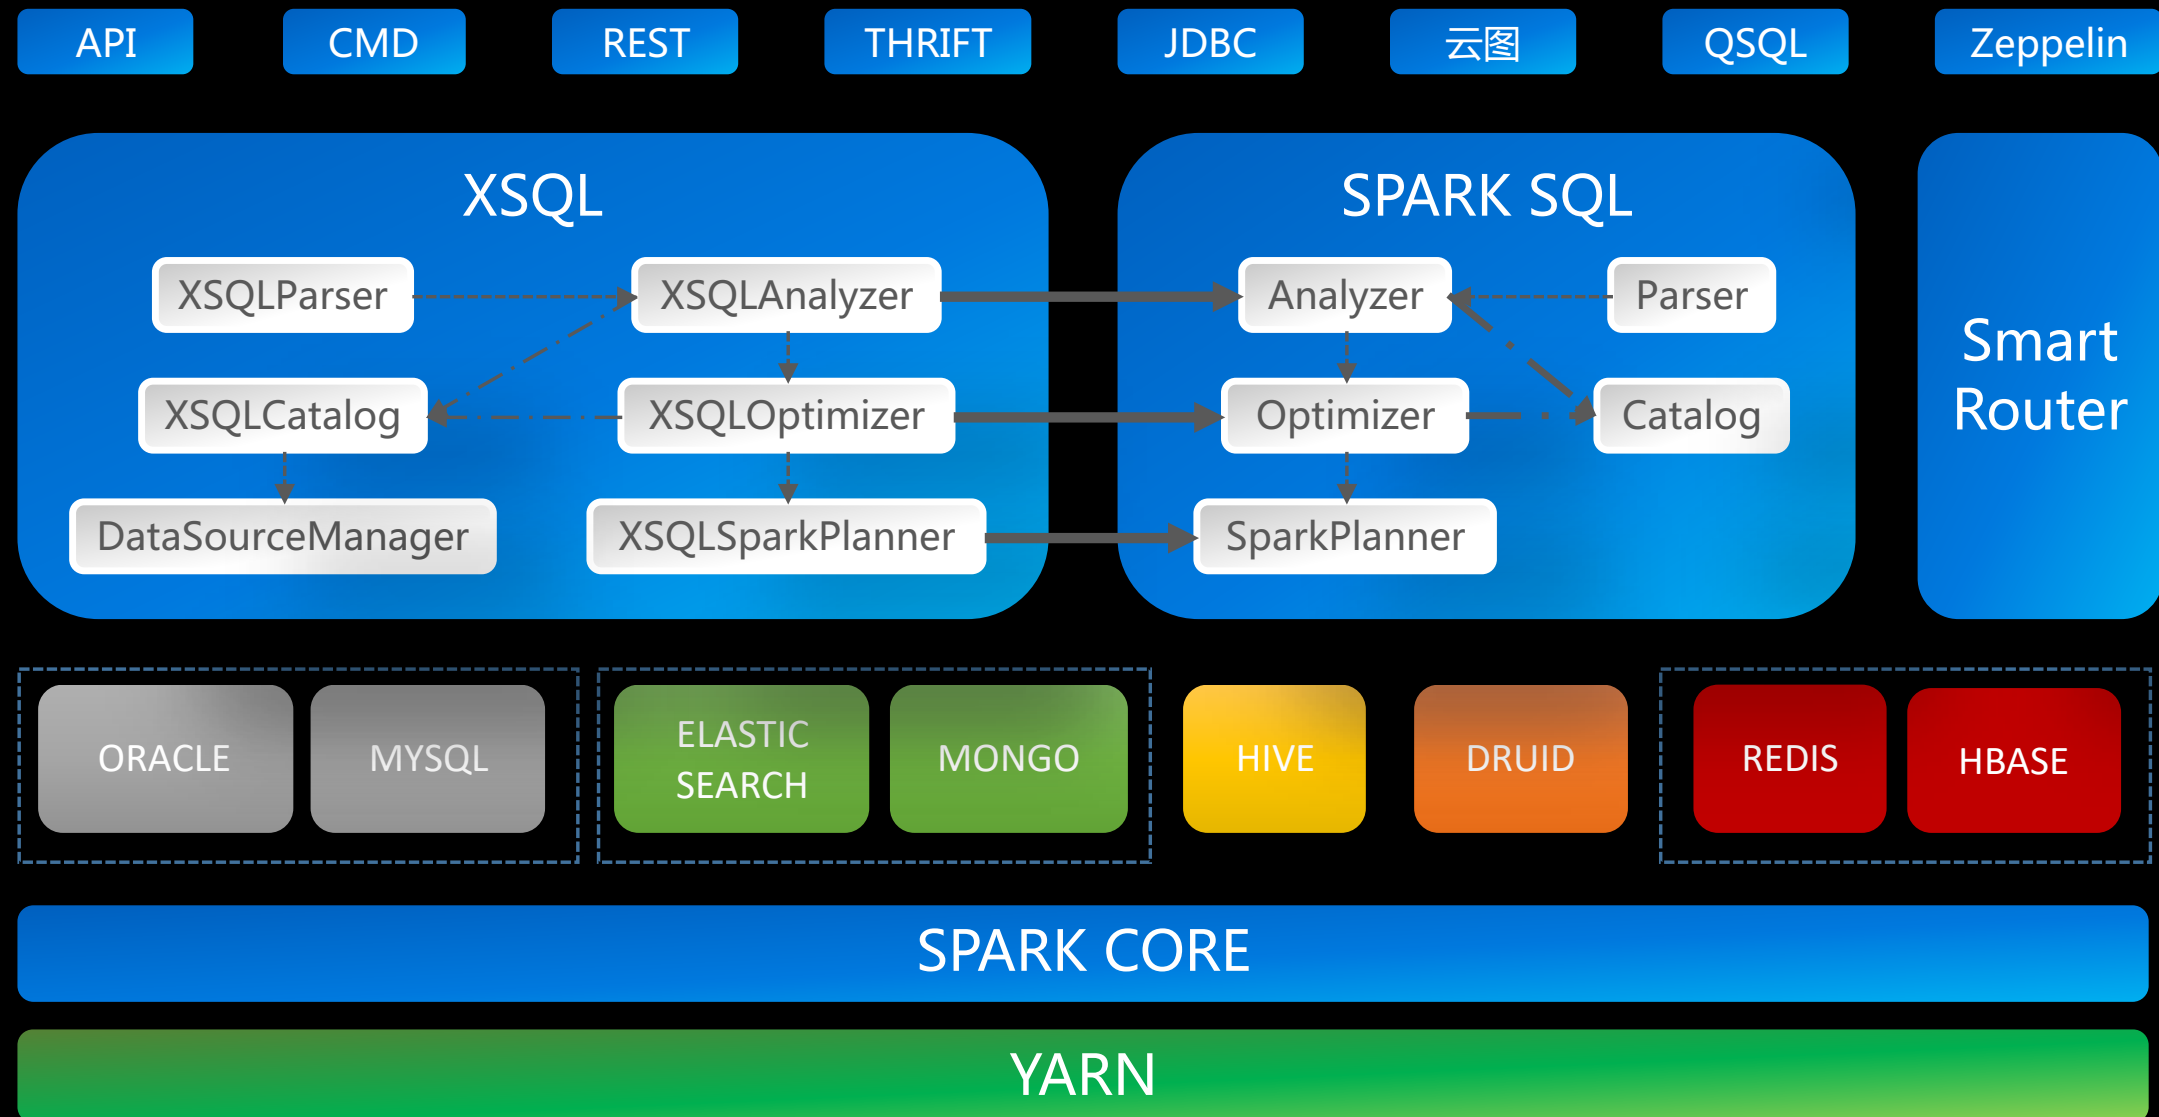 API
CMD
REST
THRIFT
JDBC
云图
QSQL
Zeppelin
XSQL
XSQLParser
XSQLAnalyzer
XSQLCatalog
XSQLOptimizer
DataSourceManager
XSQLSparkPlanner
SPARK SQL
Analyzer
Parser
Optimizer
Catalog
SparkPlanner
Smart
Router
ORACLE
MYSQL
ELASTIC
SEARCH
MONGO
HIVE
DRUID
REDIS
HBASE
SPARK CORE
YARN